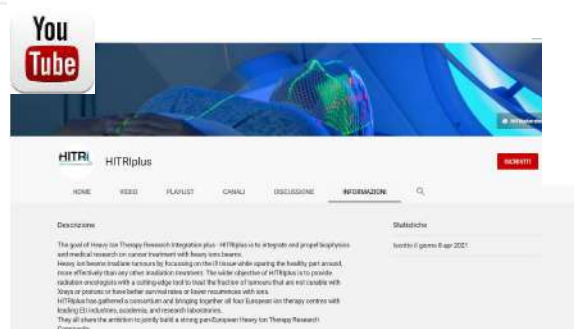 You
Tube
HITRIplus
ISCRIVITI
HOME VIDEO PLAYLIST CANALI DISCUSSIONE INFORMAZIONI
Descrizione Statistiche
The goal of Heavy Ion Therapy Research Integration plus - HITRIplus is to integrate and propel biophysics Iscritto il giorno 8 apr 2021
and medical research on cancer treatment with heavy ions beams.
Heavy ion beams irradiate tumours by focussing on the ill tissue while sparing the healthy part around,
more effectively than any other irradiation treatment. The wider objective of HITRIplus is to provide
radiation oncologists with a cutting-edge tool to treat the fraction of tumours that are not curable with
Xrays or protons or have better survival rates or fewer recurrences with ions.
HITRIplus has gathered a consortium and bringing together all four European ion therapy centres with
leading EU industries, academia, and research laboratories.
They all share the ambition to jointly build a strong pan-European Heavy Ion Therapy Research
Community.